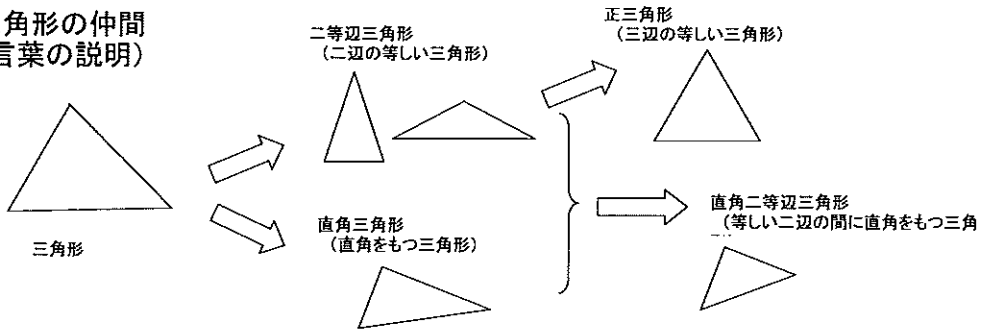 角形の仲間
言葉の説明）
三角形
二等辺三角形
（二辺の等しい三角形）
直角三角形
（直角をもつ三角形）
正三角形
（三辺の等しい三角形）
直角二等辺三角形
（等しい二辺の間に直角をもつ三角